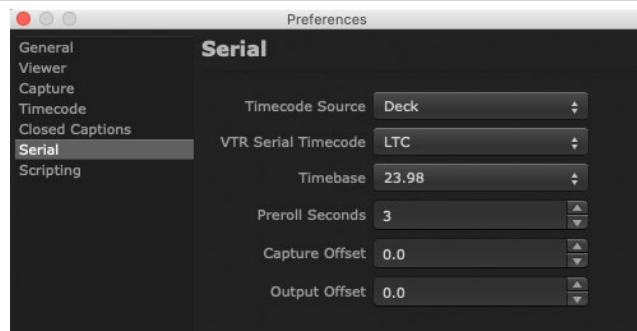 Preferences
General
Viewer
Capture
Timecode
Closed Captions
Serial
Scripting
Serial
Timecode Source Deck
VTR Serial Timecode LTC
Timebase 23.98
Preroll Seconds 3
Capture Offset 0.0
Output Offset 0.0